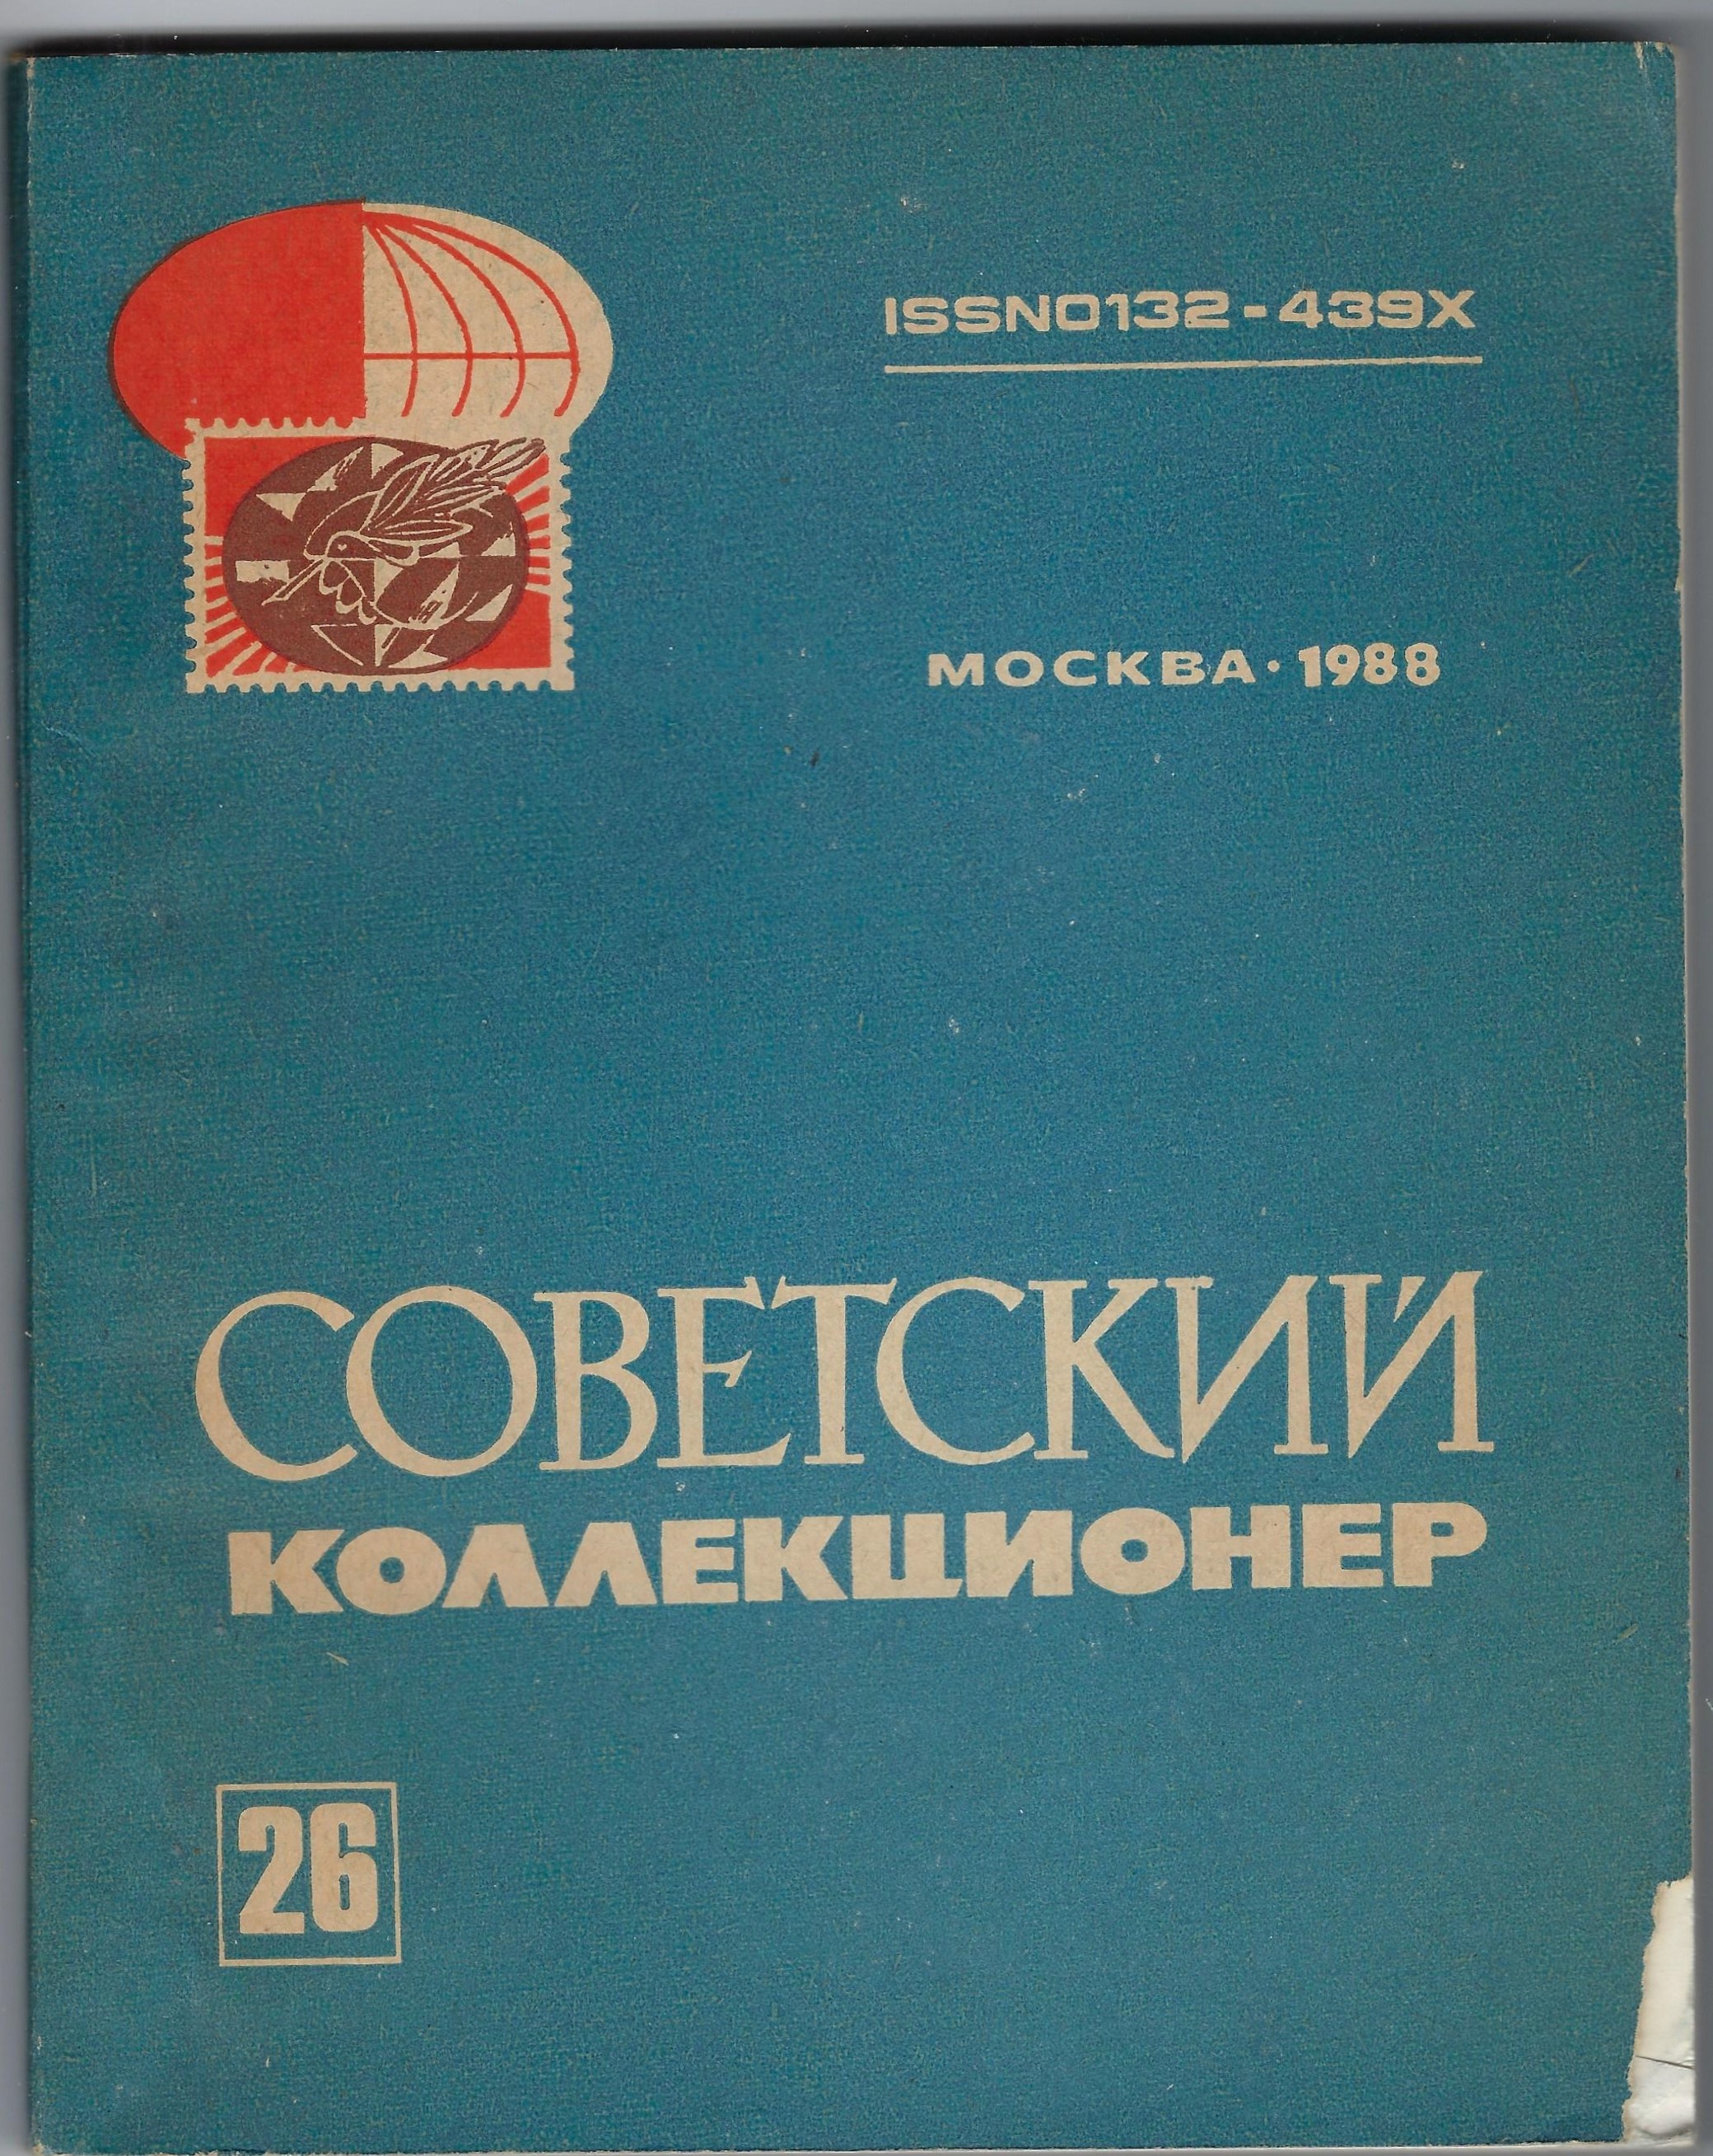 ISSN0132-439X
МОСКВА·1988
СОВЕТСКИЙ
КОЛЛЕКЦИОНЕР
26